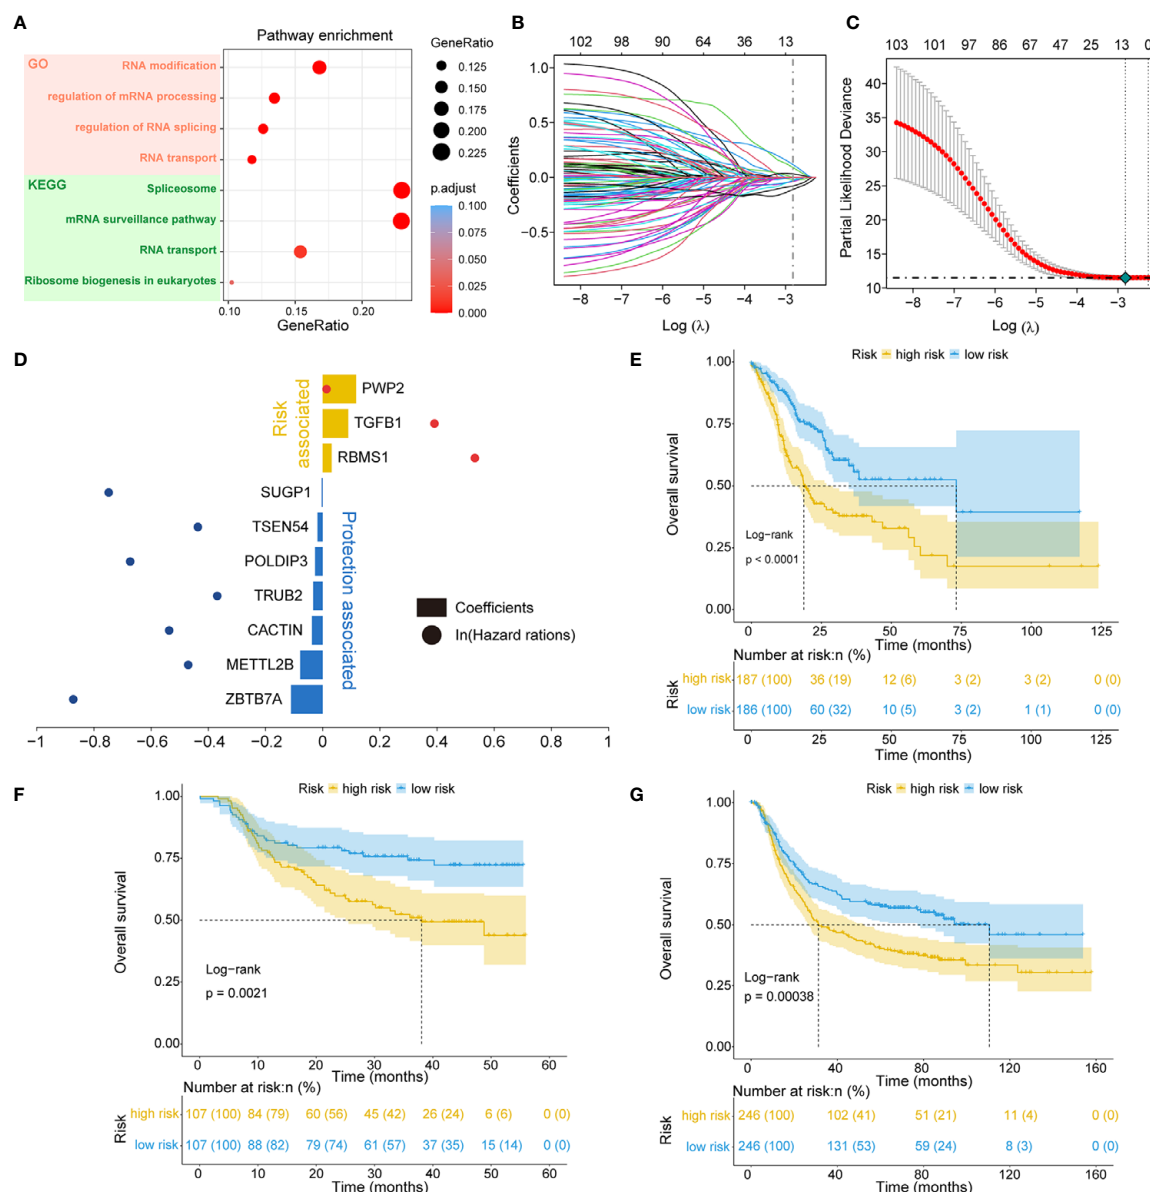 A
Pathway enrichment
GO
RNA modification
regulation of mRNA processing
regulation of RNA splicing
RNA transport
KEGG
Spliceosome
mRNA surveillance pathway
RNA transport
Ribosome biogenesis in eukaryotes
0.10 0.15 0.20
GeneRatio
GeneRatio
0.125
0.150
0.175
0.200
0.225
p.adjust
0.100
0.075
0.050
0.025
0.000
B
102 98 90 64 36 13
1.0
0.5
0.0
−0.5
Coefficients
−8 −7 −6 −5 −4 −3
Log (λ)
C
103 101 97 86 67 47 25 13 0
40
35
30
25
20
15
10
Partial Likelihood Deviance
−8 −7 −6 −5 −4 −3
Log (λ)
D
Risk
associated
PWP2
TGFB1
RBMS1
SUGP1
TSEN54
POLDIP3
TRUB2
CACTIN
METTL2B
ZBTB7A
Protection associated
Coefficients
In(Hazard rations)
−1 −0.8 −0.6 −0.4 −0.2 0 0.2 0.4 0.6 0.8 1
E
Risk high risk low risk
1.00
0.75
0.50
0.25
0.00
Overall survival
Log−rank
p < 0.0001
0 25 50 75 100 125
Time (months)
Number at risk:n (%)
Risk
high risk 187 (100) 36 (19) 12 (6) 3 (2) 3 (2) 0 (0)
low risk 186 (100) 60 (32) 10 (5) 3 (2) 1 (1) 0 (0)
0 25 50 75 100 125
Time (months)
F
Risk high risk low risk
1.00
0.75
0.50
0.25
0.00
Overall survival
Log−rank
p = 0.0021
0 10 20 30 40 50 60
Time (months)
Number at risk:n (%)
Risk
high risk 107 (100) 84 (79) 60 (56) 45 (42) 26 (24) 6 (6) 0 (0)
low risk 107 (100) 88 (82) 79 (74) 61 (57) 37 (35) 15 (14) 0 (0)
0 10 20 30 40 50 60
Time (months)
G
Risk high risk low risk
1.00
0.75
0.50
0.25
0.00
Overall survival
Log−rank
p = 0.00038
0 40 80 120 160
Time (months)
Number at risk:n (%)
Risk
high risk 246 (100) 102 (41) 51 (21) 11 (4) 0 (0)
low risk 246 (100) 131 (53) 59 (24) 8 (3) 0 (0)
0 40 80 120 160
Time (months)